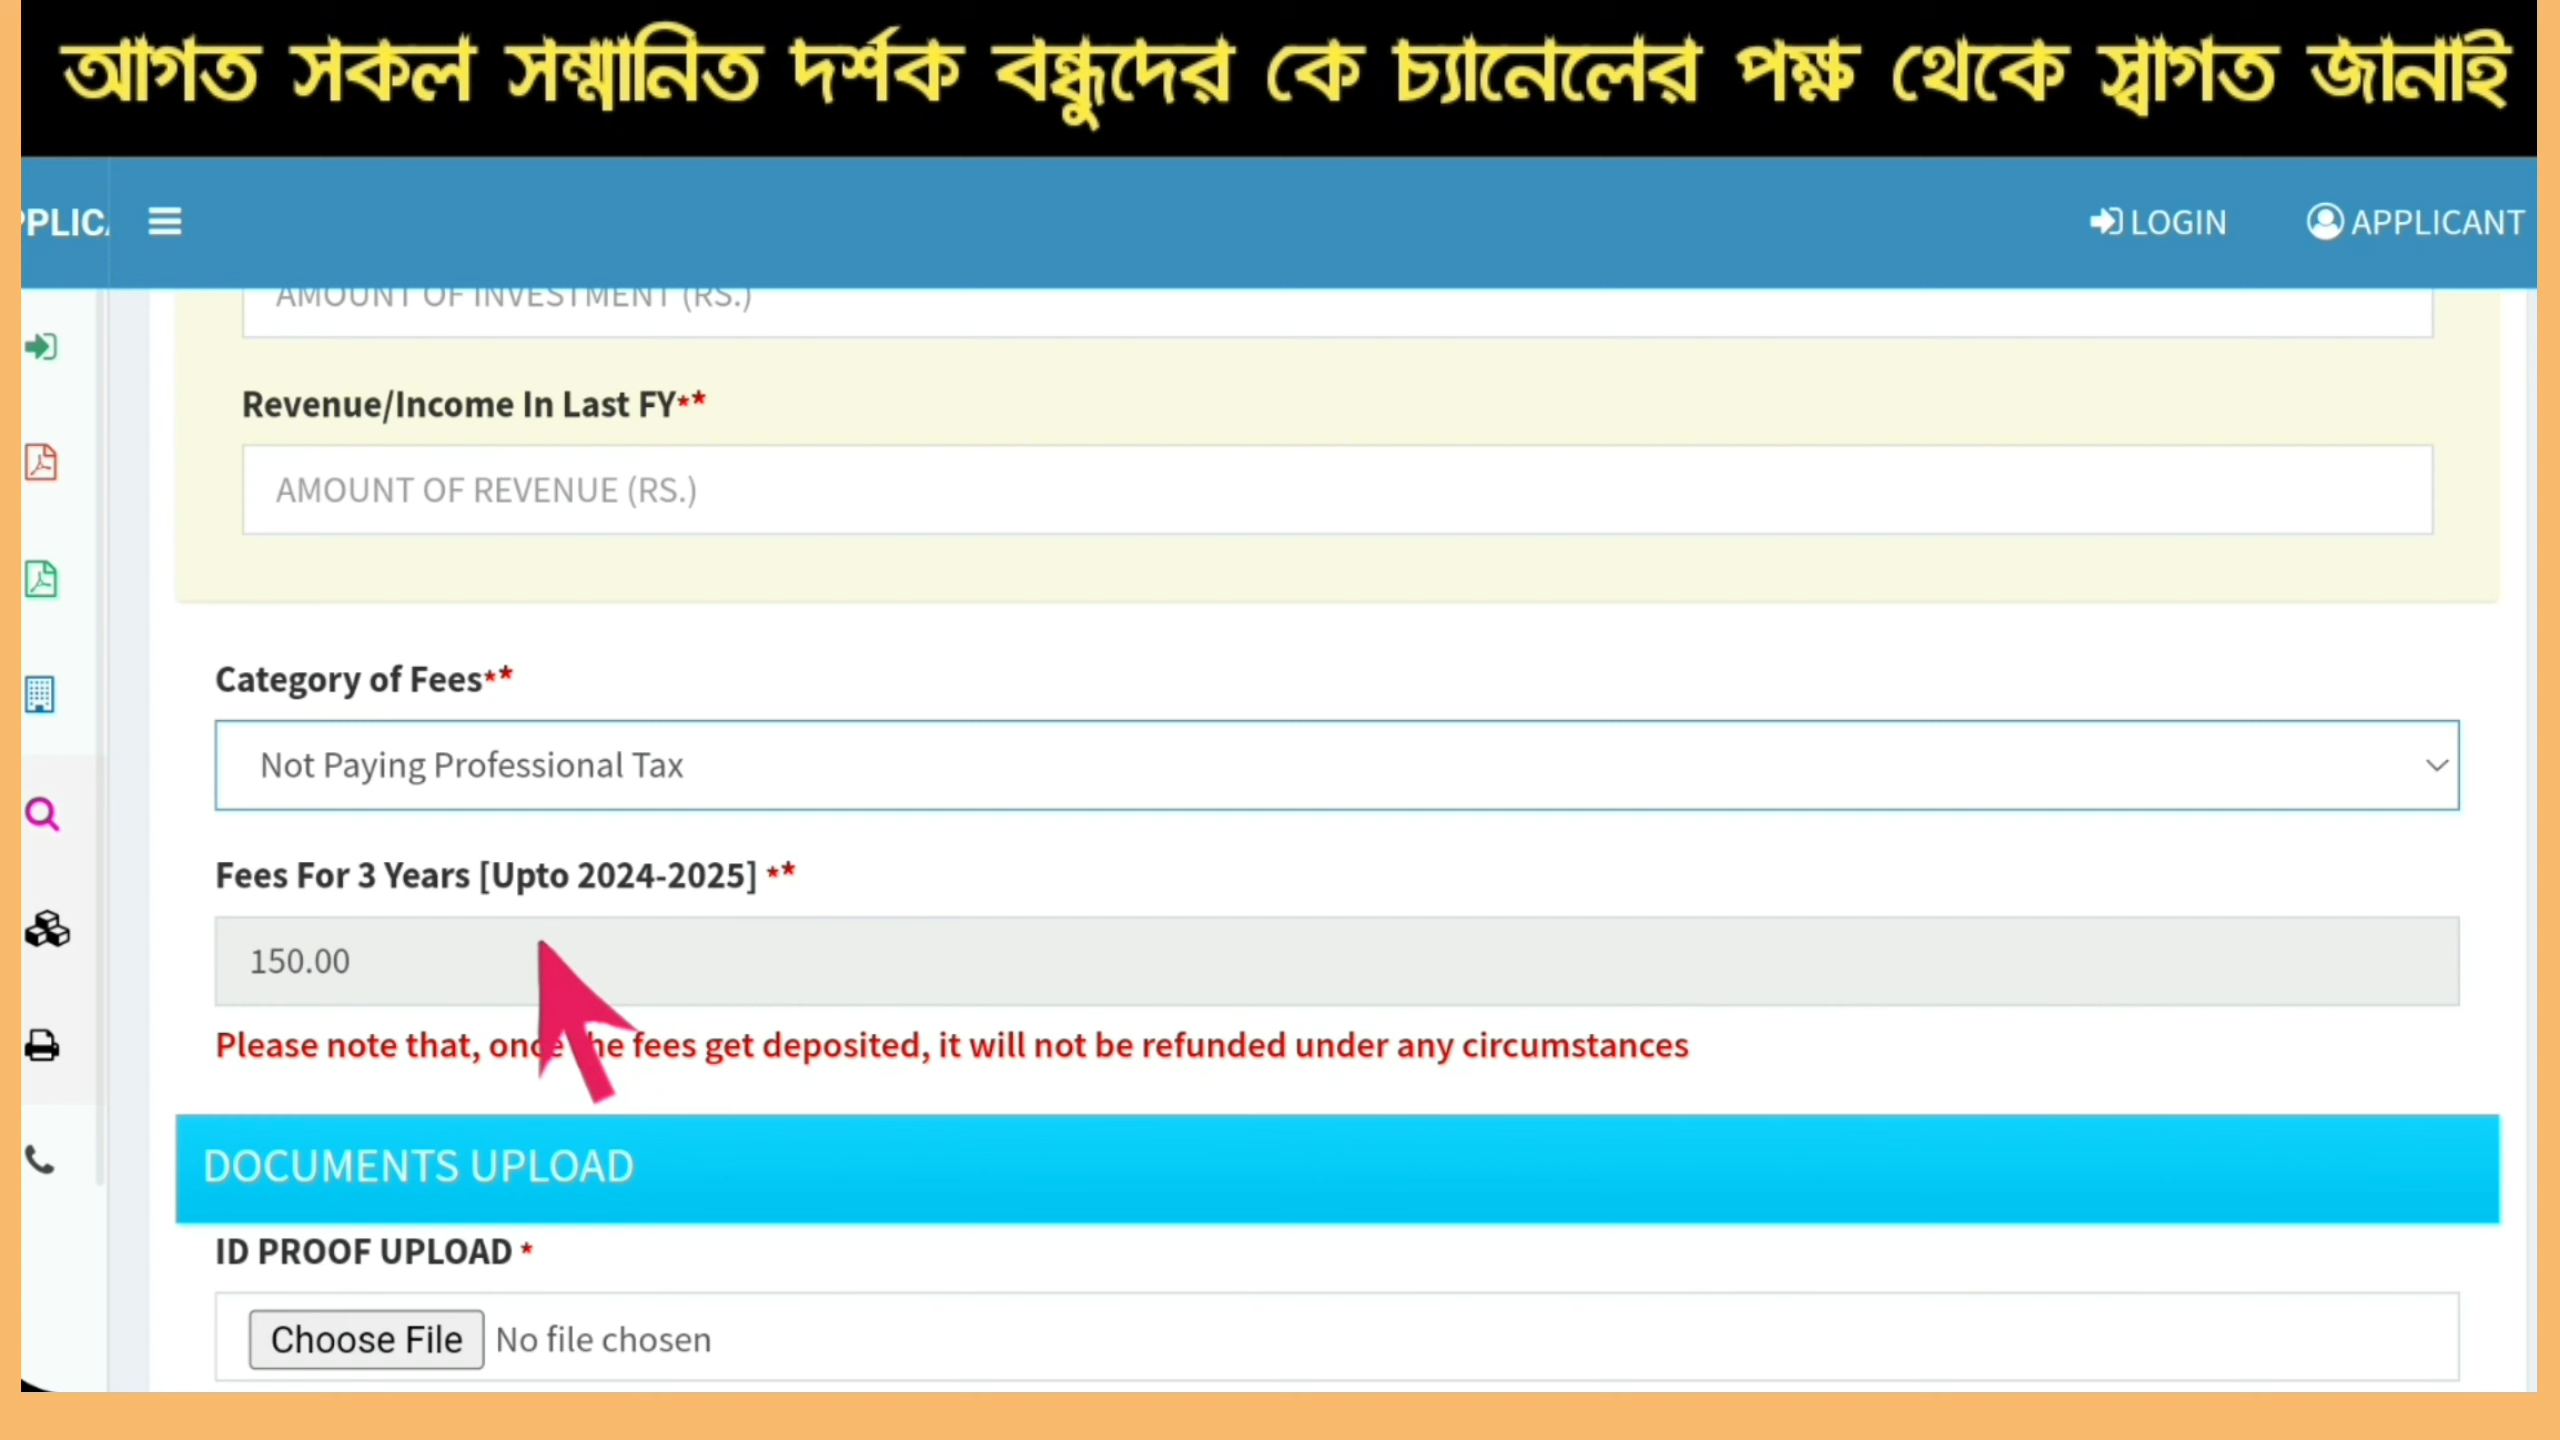 আগত সকল সম্মানিত দর্শক বন্ধুদের কে চ্যানেলের পক্ষ থেকে স্বাগত জানাই
LOGIN
APPLICANT
AMOUNT OF INVESTMENT (RS.)
Revenue/Income In Last FY**
AMOUNT OF REVENUE (RS.)
Category of Fees**
Not Paying Professional Tax
Fees For 3 Years [Upto 2024-2025] **
150.00
Please note that, once the fees get deposited, it will not be refunded under any circumstances
DOCUMENTS UPLOAD
ID PROOF UPLOAD *
Choose File No file chosen